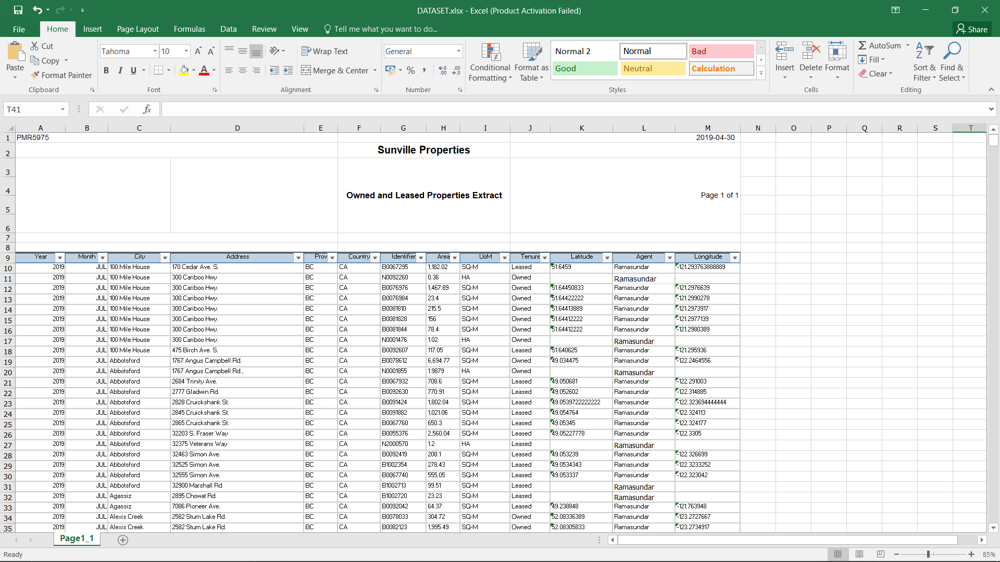 DATASET.xlsx - Excel (Product Activation Failed)
File Home Insert Page Layout Formulas Data Review View Tell me what you want to do... Share
Paste Cut Copy Format Painter Clipboard
Tahoma 10 A A B I U A Font
Wrap Text Merge & Center Alignment
General % , .00 Number
Conditional Formatting Format as Table
Normal 2 Normal Bad
Good Neutral Calculation
Styles
Insert Delete Format Cells
AutoSum Fill Clear Sort & Filter Find & Select Editing
T41 fx
A B C D E F G H I J K L M N O P Q R S T
1 PMR5975 2019-04-30
2 Sunville Properties
3
4 Owned and Leased Properties Extract Page 1 of 1
5
6
7
8
9 Year Month City Address Prov Country Identifier Area UoM Tenure Latitude Agent Longitude
10 2019 JUL 100 Mile House 170 Cedar Ave. S. BC CA B0067295 1,182.02 SQ-M Leased 51.6459 Ramasundar -121.293763888889
11 2019 JUL 100 Mile House 300 Cariboo Hwy BC CA N0092260 0.36 HA Owned Ramasundar
12 2019 JUL 100 Mile House 300 Cariboo Hwy. BC CA B0076976 1,467.89 SQ-M Owned 51.64450833 Ramasundar -121.2976639
13 2019 JUL 100 Mile House 300 Cariboo Hwy. BC CA B0076984 23.4 SQ-M Owned 51.64422222 Ramasundar -121.2990278
14 2019 JUL 100 Mile House 300 Cariboo Hwy. BC CA B0081810 215.5 SQ-M Owned 51.64413889 Ramasundar -121.2973917
15 2019 JUL 100 Mile House 300 Cariboo Hwy. BC CA B0081828 156 SQ-M Owned 51.64412222 Ramasundar -121.2977139
16 2019 JUL 100 Mile House 300 Cariboo Hwy. BC CA B0081844 78.4 SQ-M Owned 51.64412222 Ramasundar -121.2980389
17 2019 JUL 100 Mile House 300 Cariboo Hwy. BC CA N0001476 1.02 HA Owned Ramasundar
18 2019 JUL 100 Mile House 475 Birch Ave. S. BC CA B0092607 117.05 SQ-M Leased 51.640625 Ramasundar -121.295936
19 2019 JUL Abbotsford 1767 Angus Campbell Rd. BC CA B0078612 6,694.77 SQ-M Owned 49.034475 Ramasundar -122.2464556
20 2019 JUL Abbotsford 1767 Angus Campbell Rd., BC CA N0001855 1.9879 HA Owned Ramasundar
21 2019 JUL Abbotsford 2684 Trinity Ave. BC CA B0067932 708.6 SQ-M Leased 49.050681 Ramasundar -122.291003
22 2019 JUL Abbotsford 2777 Gladwin Rd. BC CA B0092630 770.91 SQ-M Leased 49.052602 Ramasundar -122.314885
23 2019 JUL Abbotsford 2828 Cruickshank St. BC CA B0091424 1,802.04 SQ-M Leased 49.0539722222222 Ramasundar -122.323694444444
24 2019 JUL Abbotsford 2845 Cruickshank St. BC CA B0091882 1,021.06 SQ-M Leased 49.054764 Ramasundar -122.324113
25 2019 JUL Abbotsford 2865 Cruickshank St. BC CA B0067760 650.3 SQ-M Leased 49.05345 Ramasundar -122.324177
26 2019 JUL Abbotsford 32203 S. Fraser Way BC CA B0055376 2,560.04 SQ-M Leased 49.05227778 Ramasundar -122.3305
27 2019 JUL Abbotsford 32375 Veterans Way BC CA N2000570 1.2 HA Leased Ramasundar
28 2019 JUL Abbotsford 32463 Simon Ave. BC CA B0092419 208.1 SQ-M Leased 49.053239 Ramasundar -122.326699
29 2019 JUL Abbotsford 32525 Simon Ave. BC CA B1002354 278.43 SQ-M Leased 49.0534343 Ramasundar -122.3233252
30 2019 JUL Abbotsford 32555 Simon Ave. BC CA B0067740 555.05 SQ-M Leased 49.053337 Ramasundar -122.323042
31 2019 JUL Abbotsford 32900 Marshall Rd BC CA B1002713 99.51 SQ-M Leased Ramasundar
32 2019 JUL Agassiz 2895 Chowat Rd. BC CA B1002720 23.23 SQ-M Leased Ramasundar
33 2019 JUL Agassiz 7086 Pioneer Ave. BC CA B0092042 64.37 SQ-M Leased 49.238848 Ramasundar -121.763948
34 2019 JUL Alexis Creek 2582 Stum Lake Rd. BC CA B0078033 304.72 SQ-M Owned 52.08336389 Ramasundar -123.2727667
35 2019 JUL Alexis Creek 2582 Stum Lake Rd. BC CA B0082123 1,995.49 SQ-M Owned 52.08305833 Ramasundar -123.2734917
Page1_1
Ready 85%